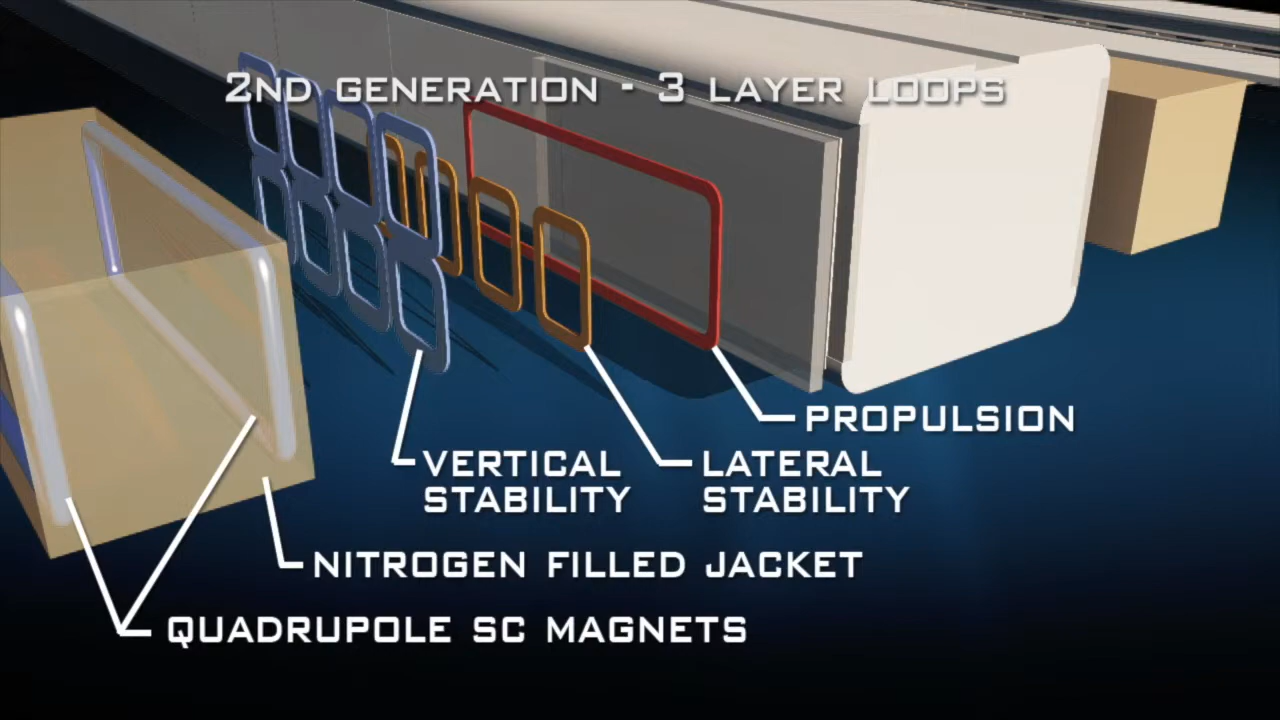 2ND GENERATION - 3 LAYER LOOPS
PROPULSION
VERTICAL
STABILITY
LATERAL
STABILITY
NITROGEN FILLED JACKET
QUADRUPOLE SC MAGNETS